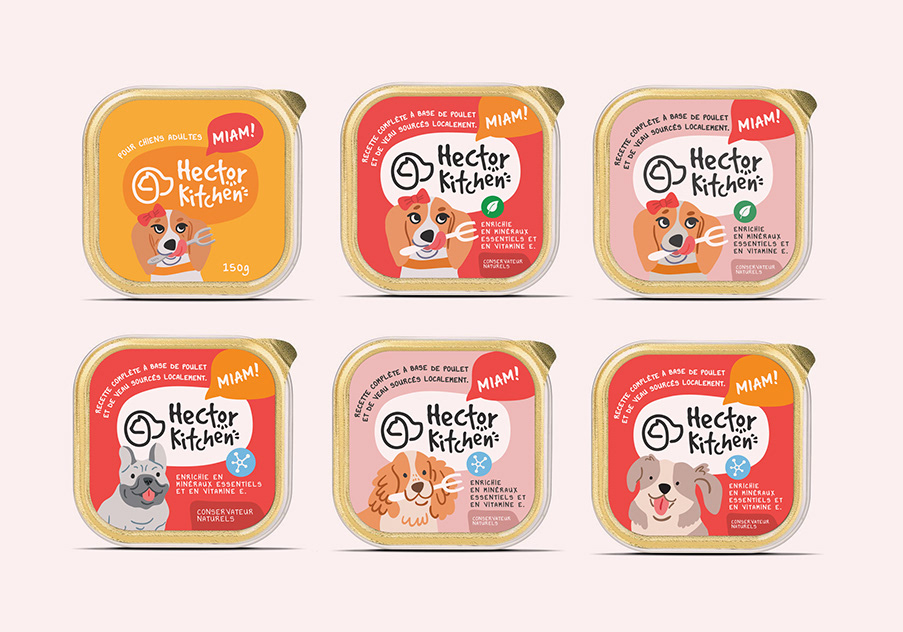 POUR CHIENS ADULTES
MIAM!
Hector
Kitchen
150g
RECETTE COMPLÈTE À BASE DE POULET
ET DE VEAU SOURCÉS LOCALEMENT.
MIAM!
Hector
Kitchen
ENRICHIE
EN MINÉRAUX
ESSENTIELS ET
EN VITAMINE E.
CONSERVATEUR
NATURELS
RECETTE COMPLÈTE À BASE DE POULET
ET DE VEAU SOURCÉS LOCALEMENT.
MIAM!
Hector
Kitchen
ENRICHIE
EN MINÉRAUX
ESSENTIELS ET
EN VITAMINE E.
CONSERVATEUR
NATURELS
RECETTE COMPLÈTE À BASE DE POULET
ET DE VEAU SOURCÉS LOCALEMENT.
MIAM!
Hector
Kitchen
ENRICHIE EN
MINÉRAUX ESSENTIELS
ET EN VITAMINE E.
CONSERVATEUR
NATURELS
RECETTE COMPLÈTE À BASE DE POULET
ET DE VEAU SOURCÉS LOCALEMENT.
MIAM!
Hector
Kitchen
ENRICHIE
EN MINÉRAUX
ESSENTIELS ET
EN VITAMINE E.
CONSERVATEUR
NATURELS
RECETTE COMPLÈTE À BASE DE POULET
ET DE VEAU SOURCÉS LOCALEMENT.
MIAM!
Hector
Kitchen
ENRICHIE
EN MINÉRAUX
ESSENTIELS ET
EN VITAMINE E.
CONSERVATEUR
NATURELS